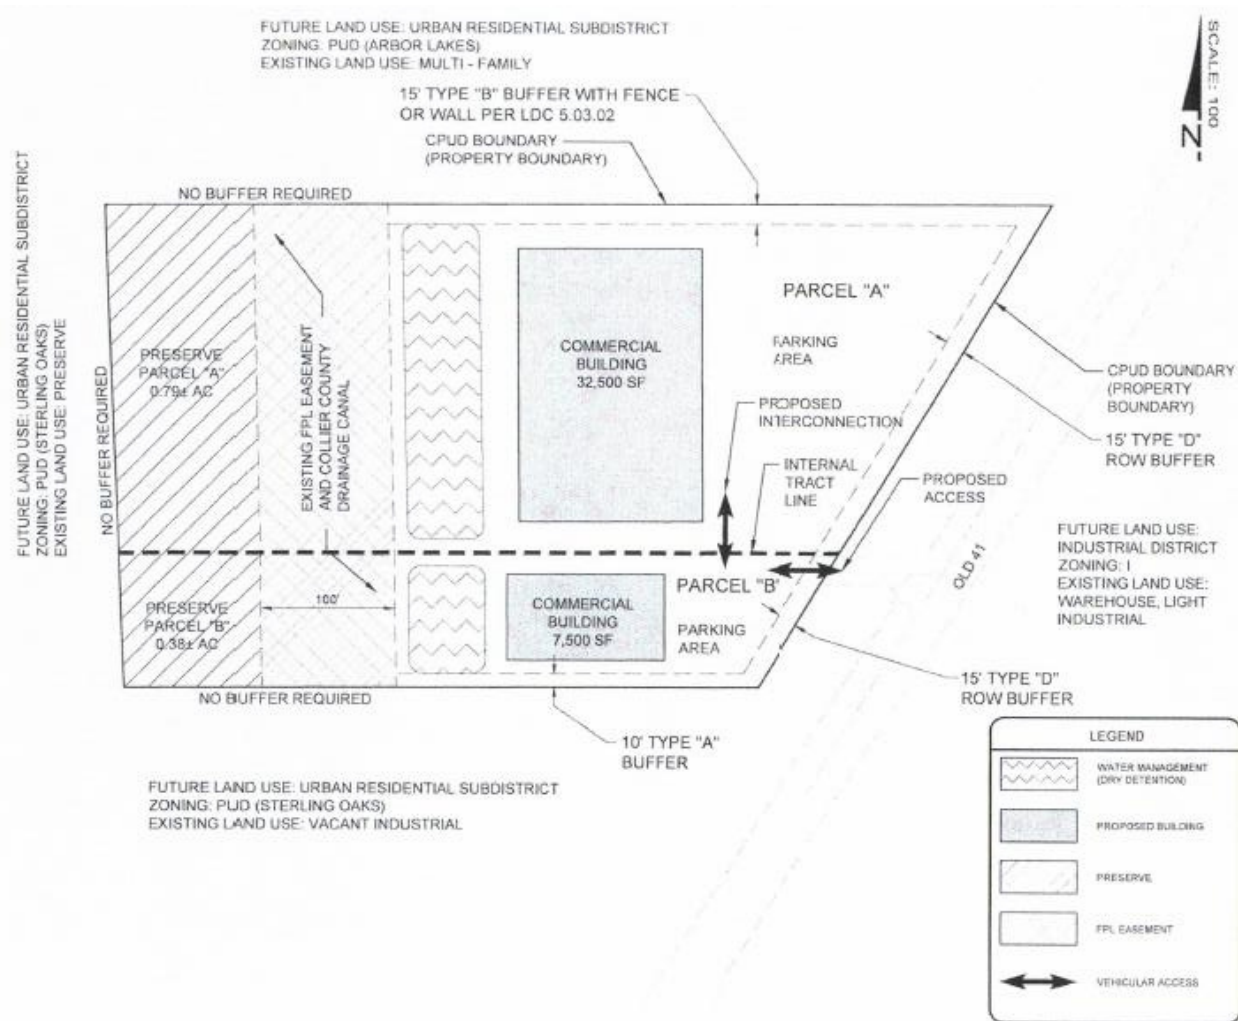 FUTURE LAND USE: URBAN RESIDENTIAL SUBDISTRICT
ZONING: PUD (ARBOR LAKES)
EXISTING LAND USE: MULTI - FAMILY
SCALE: 100
N
15' TYPE "B" BUFFER WITH FENCE
OR WALL PER LDC 5.03.02
CPUD BOUNDARY
(PROPERTY BOUNDARY)
NO BUFFER REQUIRED
FUTURE LAND USE: URBAN RESIDENTIAL SUBDISTRICT
ZONING: PUD (STERLING OAKS)
EXISTING LAND USE: PRESERVE
NO BUFFER REQUIRED
PRESERVE
PARCEL "A"
0.79± AC
EXISTING FPL EASEMENT
AND COLLIER COUNTY
DRAINAGE CANAL
COMMERCIAL
BUILDING
32,500 SF
PARCEL "A"
PARKING
AREA
PROPOSED
INTERCONNECTION
INTERNAL
TRACT
LINE
PROPOSED
ACCESS
CPUD BOUNDARY
(PROPERTY
BOUNDARY)
15' TYPE "D"
ROW BUFFER
FUTURE LAND USE:
INDUSTRIAL DISTRICT
ZONING: I
EXISTING LAND USE:
WAREHOUSE, LIGHT
INDUSTRIAL
OLD 41
PRESERVE
PARCEL "B"
0.38± AC
100'
COMMERCIAL
BUILDING
7,500 SF
PARCEL "B"
PARKING
AREA
15' TYPE "D"
ROW BUFFER
NO BUFFER REQUIRED
10' TYPE "A"
BUFFER
FUTURE LAND USE: URBAN RESIDENTIAL SUBDISTRICT
ZONING: PUD (STERLING OAKS)
EXISTING LAND USE: VACANT INDUSTRIAL
LEGEND
WATER MANAGEMENT
(DRY DETENTION)
PROPOSED BUILDING
PRESERVE
FPL EASEMENT
VEHICULAR ACCESS